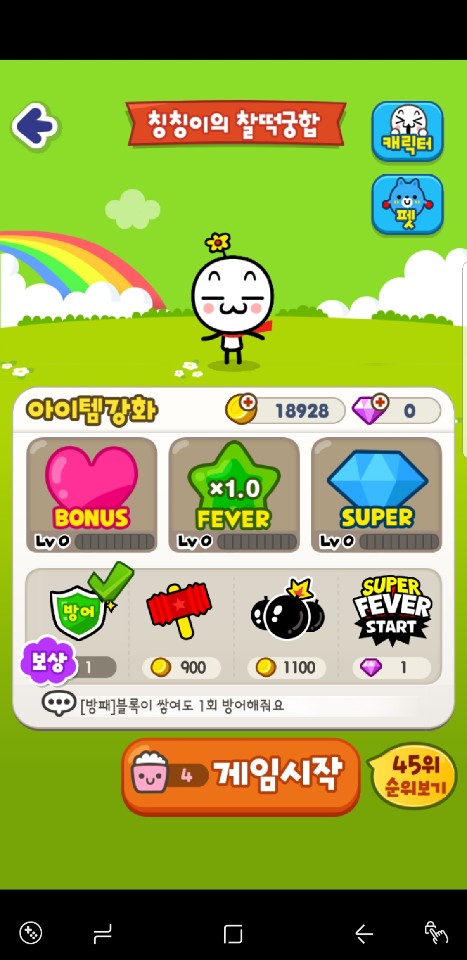 칭칭이의 찰떡궁합
캐릭터
펫
아이템강화
18928
0
BONUS
x1.0
FEVER
SUPER
Lv 0
Lv 0
Lv 0
방어
SUPER
FEVER
START
보상
1
900
1100
1
[방패]블록이 쌓여도 1회 방어해줘요
4
게임시작
45위
순위보기